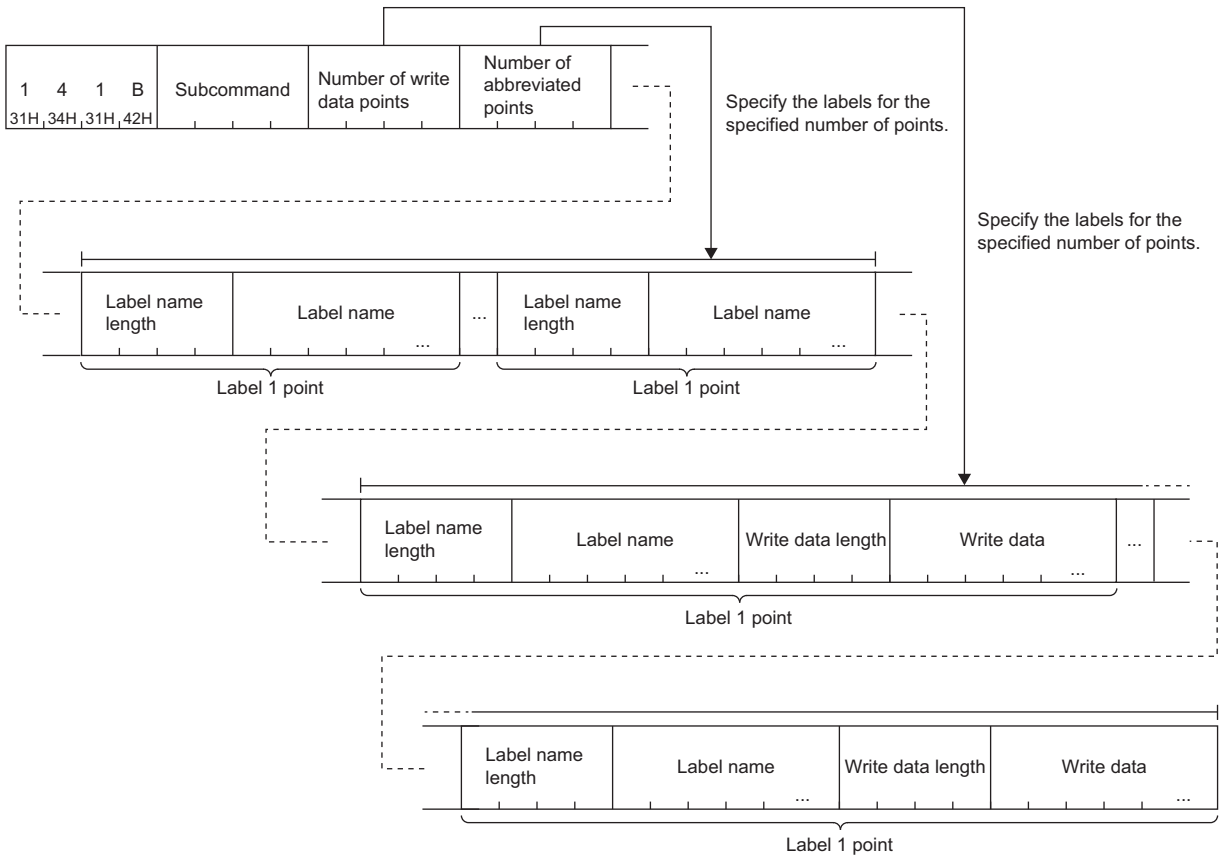 1 4 1 B
31H 34H 31H 42H
Subcommand
Number of write
data points
Number of
abbreviated
points
Specify the labels for the
specified number of points.
Specify the labels for the
specified number of points.
Label name
length
Label name
...
...
Label name
length
Label name
...
Label 1 point
Label 1 point
Label name
length
Label name
...
Write data length
Write data
...
...
Label 1 point
Label name
length
Label name
...
Write data length
Write data
...
Label 1 point